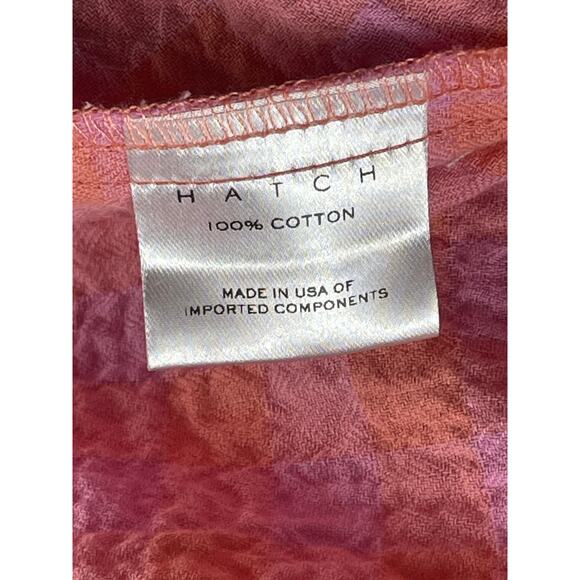 HATCH
100% COTTON
MADE IN USA OF
IMPORTED COMPONENTS